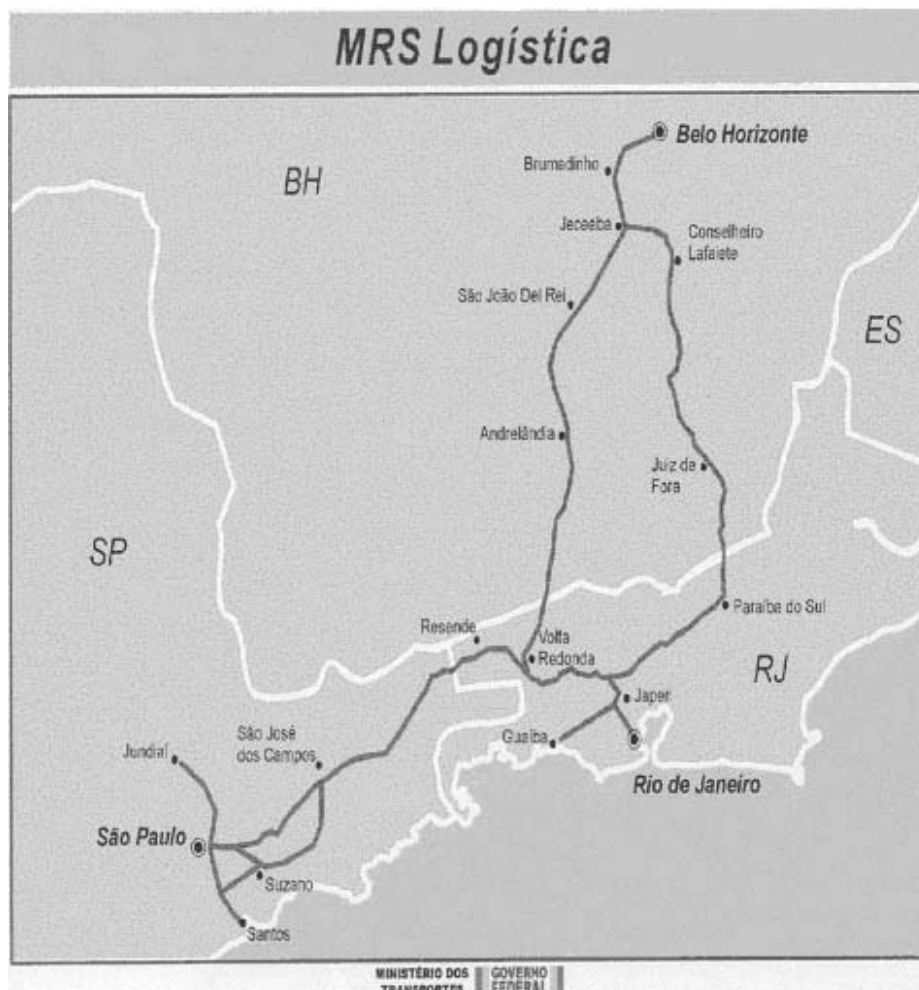 MRS Logística
Belo Horizonte
Brumadinho
BH
Jeceaba
Conselheiro
Lafaiete
São João Del Rei
ES
Andrelândia
Juiz de
Fora
SP
Paraíba do Sul
Resende
Volta
Redonda
RJ
Japeri
São José
dos Campos
Guaíba
Jundiaí
Rio de Janeiro
São Paulo
Suzano
Santos
MINISTÉRIO DOS
TRANSPORTES
GOVERNO
FEDERAL